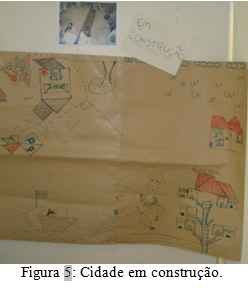 EM
CONSTRUÇÃO
Figura 5: Cidade em construção.